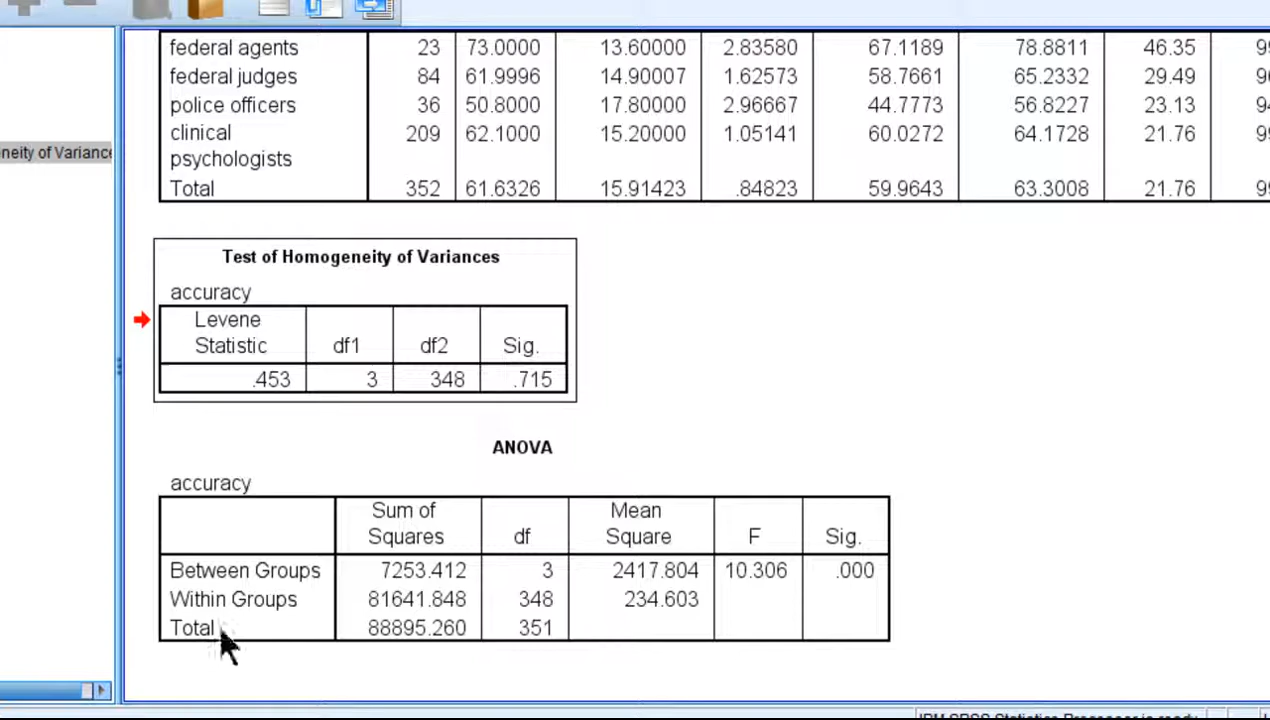 federal agents 23 73.0000 13.60000 2.83580 67.1189 78.8811 46.35
federal judges 84 61.9996 14.90007 1.62573 58.7661 65.2332 29.49
police officers 36 50.8000 17.80000 2.96667 44.7773 56.8227 23.13
clinical 209 62.1000 15.20000 1.05141 60.0272 64.1728 21.76
psychologists
Total 352 61.6326 15.91423 .84823 59.9643 63.3008 21.76
neity of Variance
Test of Homogeneity of Variances
accuracy
Levene
Statistic df1 df2 Sig.
.453 3 348 .715
ANOVA
accuracy
Sum of Mean
Squares df Square F Sig.
Between Groups 7253.412 3 2417.804 10.306 .000
Within Groups 81641.848 348 234.603
Total 88895.260 351